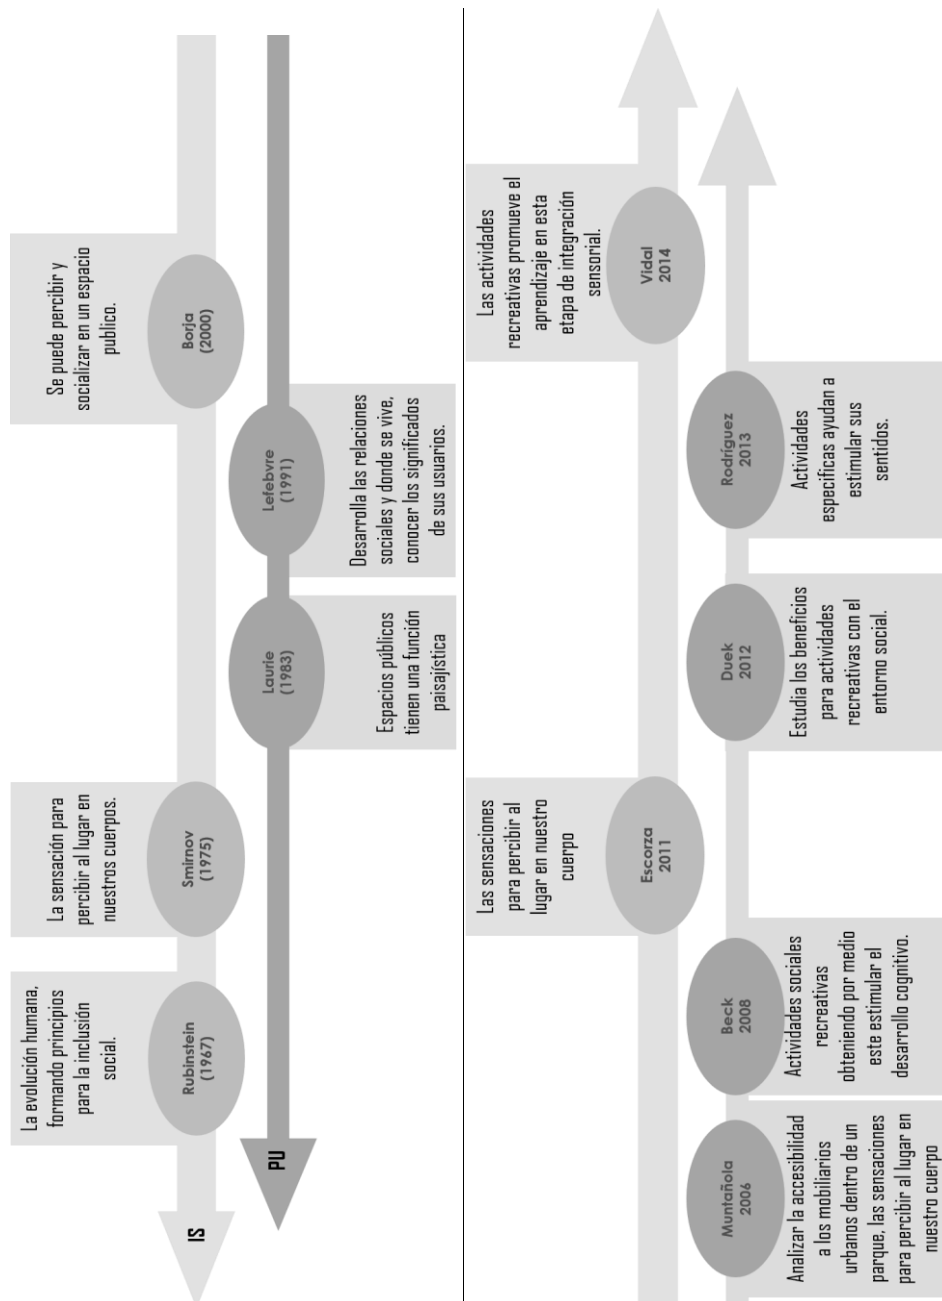 IS
La evolución humana,
formando principios
para la inclusión
social.
Rubinstein
(1967)
La sensación para
percibir al lugar en
nuestros cuerpos.
Smirnov
(1975)
Se puede percibir y
socializar en un espacio
publico.
Borja
(2000)
PU
Laurie
(1983)
Espacios públicos
tienen una función
paisajística
Lefebvre
(1991)
Desarrolla las relaciones
sociales y donde se vive,
conocer los significados
de sus usuarios.
Las sensaciones
para percibir al
lugar en nuestro
cuerpo
Escorza
2011
Las actividades
recreativas promueve el
aprendizaje en esta
etapa de integración
sensorial.
Vidal
2014
Muntañola
2006
Analizar la accesibilidad
a los mobiliarios
urbanos dentro de un
parque, las sensaciones
para percibir al lugar en
nuestro cuerpo
Beck
2008
Actividades sociales
recreativas
obteniendo por medio
este estimular el
desarrollo cognitivo.
Duek
2012
Estudia los beneficios
para actividades
recreativas con el
entorno social.
Rodríguez
2013
Actividades
especificas ayudan a
estimular sus
sentidos.